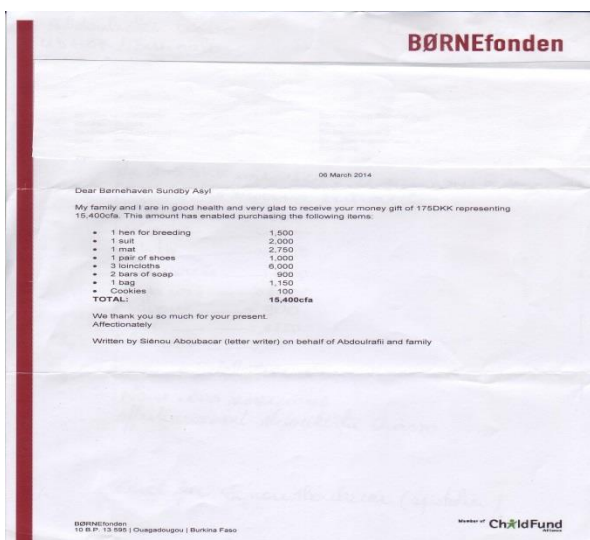 BØRNEfonden
06 March 2014
Dear Børnehaven Sundby Asyl
My family and I are in good health and very glad to receive your money gift of 175DKK representing
15,400cfa. This amount has enabled purchasing the following items:
• 1 hen for breeding 1,500
• 1 suit 2,000
• 1 mat 2,750
• 1 pair of shoes 1,000
• 3 loincloths 6,000
• 2 bars of soap 900
• 1 bag 1,150
• Cookies 100
TOTAL: 15,400cfa
We thank you so much for your present.
Affectionately
Written by Siénou Aboubacar (letter writer) on behalf of Abdoulrafii and family
BØRNEfonden
10 B.P. 13 595 | Ouagadougou | Burkina Faso
Member of ChildFund
Alliance